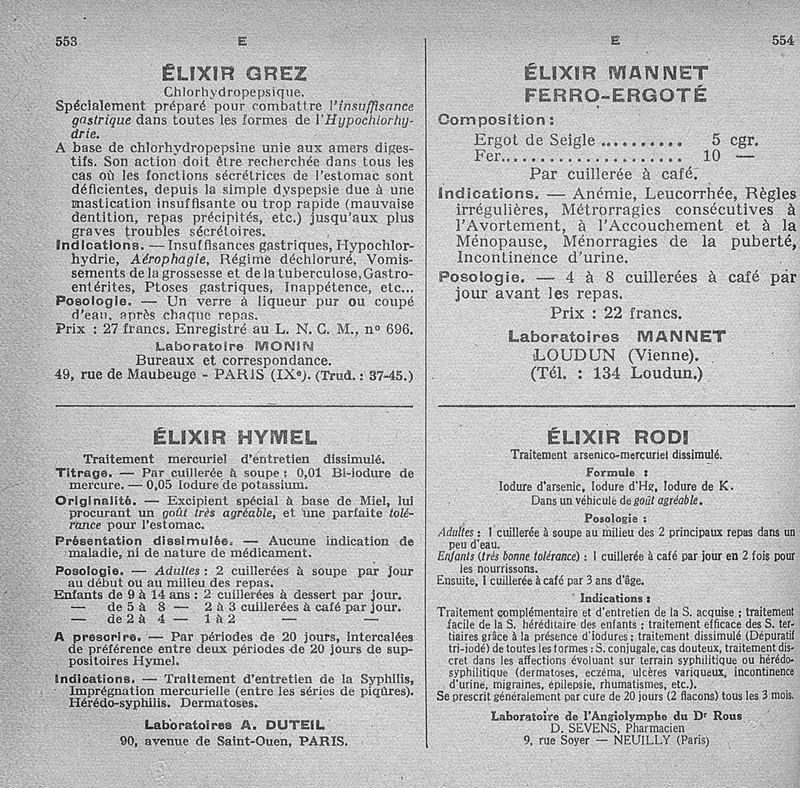 553
E
ÉLIXIR GREZ
Chlorhydropepsique.
Spécialement préparé pour combattre l'insuffisance
gastrique dans toutes les formes de l'Hypochlorhy-
drie.
A base de chlorhydropepsine unie aux amers diges-
tifs. Son action doit être recherchée dans tous les
cas où les fonctions sécrétrices de l'estomac sont
déficientes, depuis la simple dyspepsie due à une
mastication insuffisante ou trop rapide (mauvaise
dentition, repas précipités, etc.) jusqu'aux plus
graves troubles sécrétoires.
Indications. — Insuffisances gastriques, Hypochlor-
hydrie, Aérophagie, Régime déchloruré, Vomis-
sements de la grossesse et de la tuberculose, Gastro-
entérites, Ptoses gastriques, Inappétence, etc...
Posologie. — Un verre à liqueur pur ou coupé
d'eau, après chaque repas.
Prix : 27 francs. Enregistré au L. N. C. M., nº 696.
Laboratoire MONIN
Bureaux et correspondance.
49, rue de Maubeuge - PARIS (IXe). (Trud. : 37-45.)
ÉLIXIR HYMEL
Traitement mercuriel d'entretien dissimulé.
Titrage. — Par cuillerée à soupe : 0,01 Bi-iodure de
mercure. — 0,05 Iodure de potassium.
Originalité. — Excipient spécial à base de Miel, lui
procurant un goût très agréable, et une parfaite tolé-
rance pour l'estomac.
Présentation dissimulée. — Aucune indication de
maladie, ni de nature de médicament.
Posologie. — Adultes : 2 cuillerées à soupe par jour
au début ou au milieu des repas.
Enfants de 9 à 14 ans : 2 cuillerées à dessert par jour.
— de 5 à 8 — 2 à 3 cuillerées à café par jour.
— de 2 à 4 — 1 à 2 — —
A prescrire. — Par périodes de 20 jours, intercalées
de préférence entre deux périodes de 20 jours de sup-
positoires Hymel.
Indications. — Traitement d'entretien de la Syphilis,
Imprégnation mercurielle (entre les séries de piqûres).
Hérédo-syphilis. Dermatoses.
Laboratoires A. DUTEIL
90, avenue de Saint-Ouen, PARIS.
E
554
ÉLIXIR MANNET
FERRO-ERGOTÉ
Composition :
Ergot de Seigle .......... 5 cgr.
Fer..................... 10 —
Par cuillerée à café.
Indications. — Anémie, Leucorrhée, Règles
irrégulières, Métrorragies consécutives à
l'Avortement, à l'Accouchement et à la
Ménopause, Ménorragies de la puberté,
Incontinence d'urine.
Posologie. — 4 à 8 cuillerées à café par
jour avant les repas.
Prix : 22 francs.
Laboratoires MANNET
LOUDUN (Vienne).
(Tél. : 134 Loudun.)
ÉLIXIR RODI
Traitement arsenico-mercuriel dissimulé.
Formule :
Iodure d'arsenic, Iodure d'Hg, Iodure de K.
Dans un véhicule de goût agréable.
Posologie :
Adultes : 1 cuillerée à soupe au milieu des 2 principaux repas dans un
peu d'eau.
Enfants (très bonne tolérance) : 1 cuillerée à café par jour en 2 fois pour
les nourrissons.
Ensuite, 1 cuillerée à café par 3 ans d'âge.
Indications :
Traitement complémentaire et d'entretien de la S. acquise ; traitement
facile de la S. héréditaire des enfants ; traitement efficace des S. ter-
tiaires grâce à la présence d'iodures ; traitement dissimulé (Dépuratif
tri-iodé) de toutes les formes : S. conjugale, cas douteux, traitement dis-
cret dans les affections évoluant sur terrain syphilitique ou hérédo-
syphilitique (dermatoses, eczéma, ulcères variqueux, incontinence
d'urine, migraines, épilepsie, rhumatismes, etc.).
Se prescrit généralement par cure de 20 jours (2 flacons) tous les 3 mois.
Laboratoire de l'Angiolymphe du Dr Rous
D. SEVENS, Pharmacien
9, rue Soyer — NEUILLY (Paris)